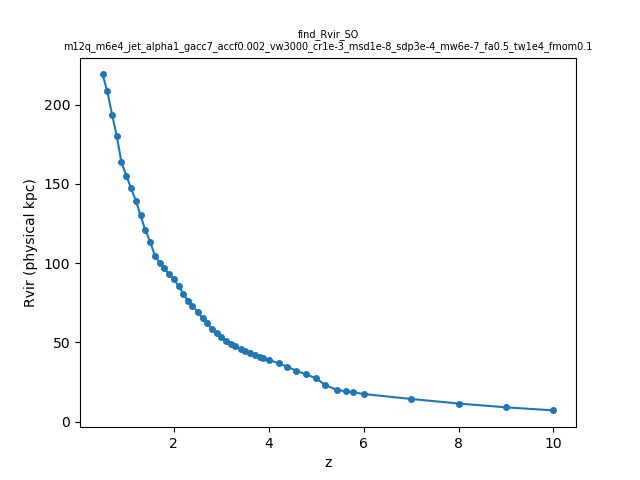 find_Rvir_SO
m12q_m6e4_jet_alpha1_gacc7_accf0.002_vw3000_cr1e-3_msd1e-8_sdp3e-4_mw6e-7_fa0.5_tw1e4_fmom0.1
200
150
100
50
0
Rvir (physical kpc)
2 4 6 8 10
z